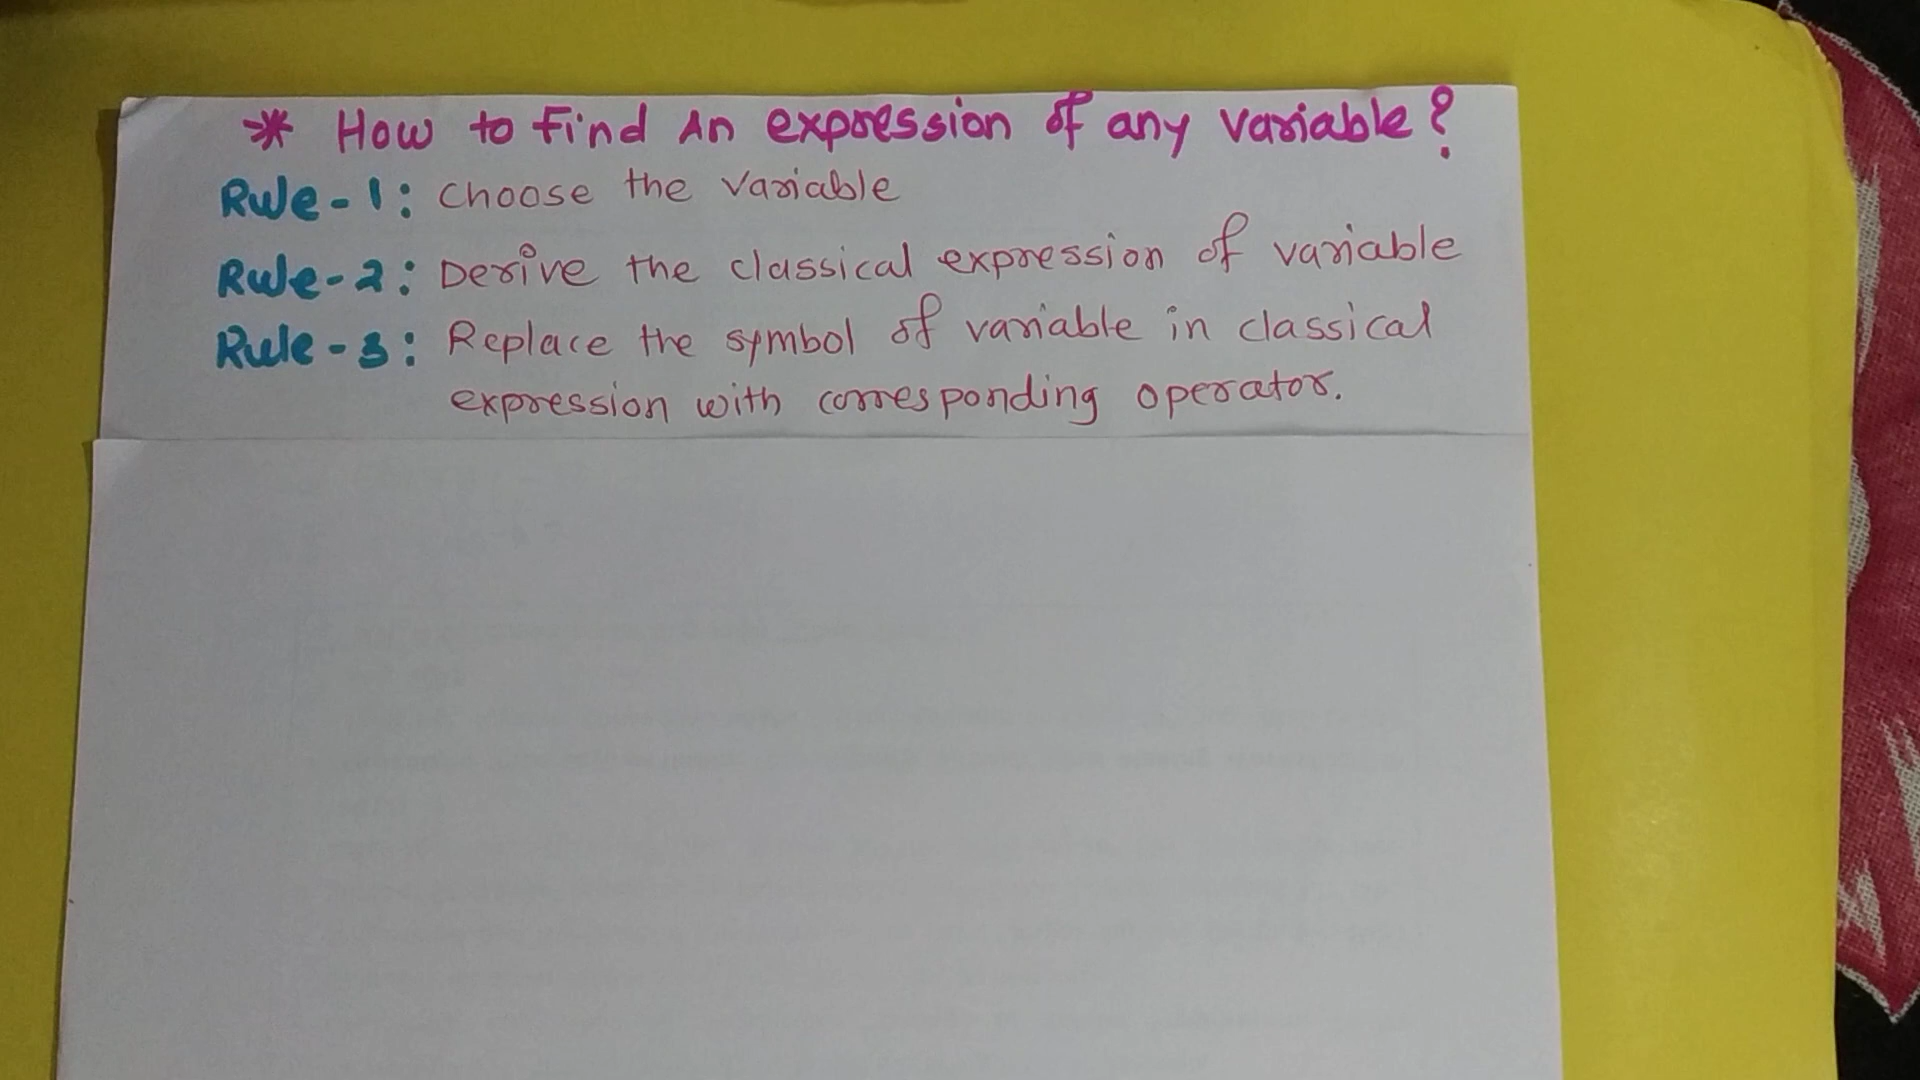 * How to Find An expression of any variable?
Rule-1: Choose the variable
Rule-2: Derive the classical expression of variable
Rule-3: Replace the symbol of variable in classical
expression with corresponding operator.